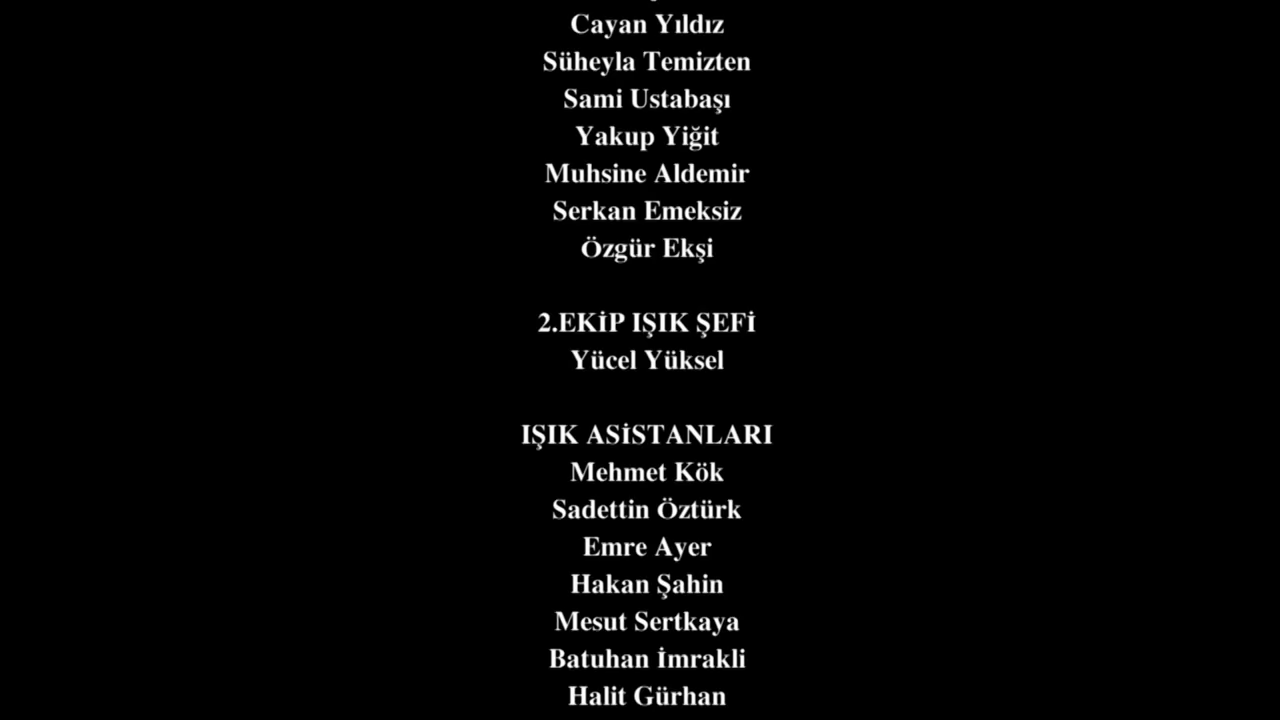 Cayan Yıldız
Süheyla Temizten
Sami Ustabaşı
Yakup Yiğit
Muhsine Aldemir
Serkan Emeksiz
Özgür Ekşi
2.EKİP IŞIK ŞEFİ
Yücel Yüksel
IŞIK ASİSTANLARI
Mehmet Kök
Sadettin Öztürk
Emre Ayer
Hakan Şahin
Mesut Sertkaya
Batuhan İmrakli
Halit Gürhan